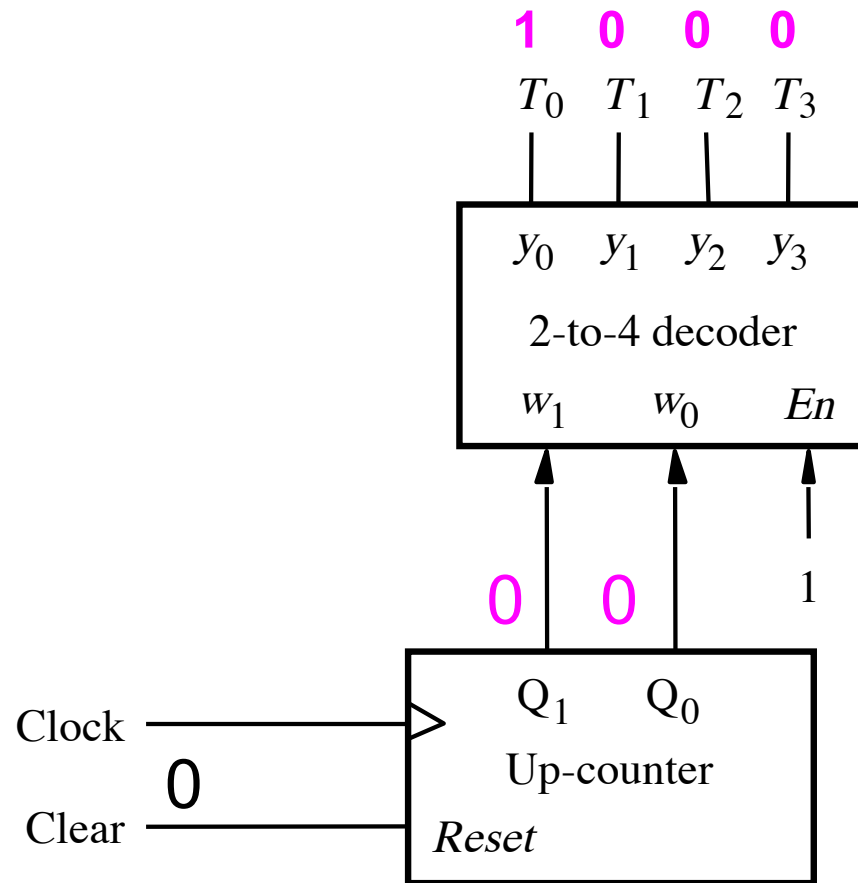 1 0 0 0
T0 T1 T2 T3
y0 y1 y2 y3
2-to-4 decoder
w1 w0 En
1
0 0
Q1 Q0
Clock
Up-counter
0
Clear
Reset